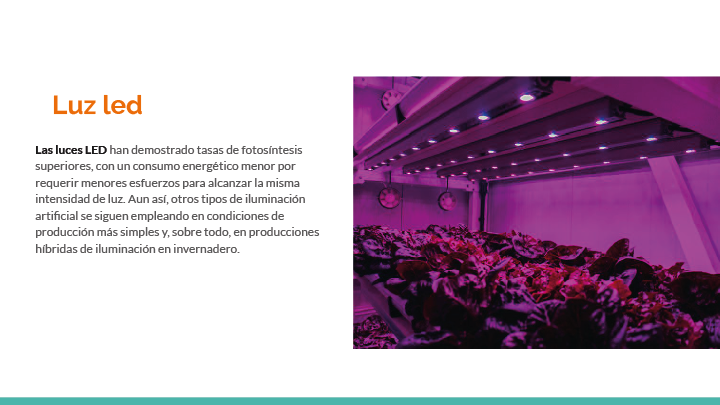 Luz led
Las luces LED han demostrado tasas de fotosíntesis
superiores, con un consumo energético menor por
requerir menores esfuerzos para alcanzar la misma
intensidad de luz. Aun así, otros tipos de iluminación
artificial se siguen empleando en condiciones de
producción más simples y, sobre todo, en producciones
híbridas de iluminación en invernadero.